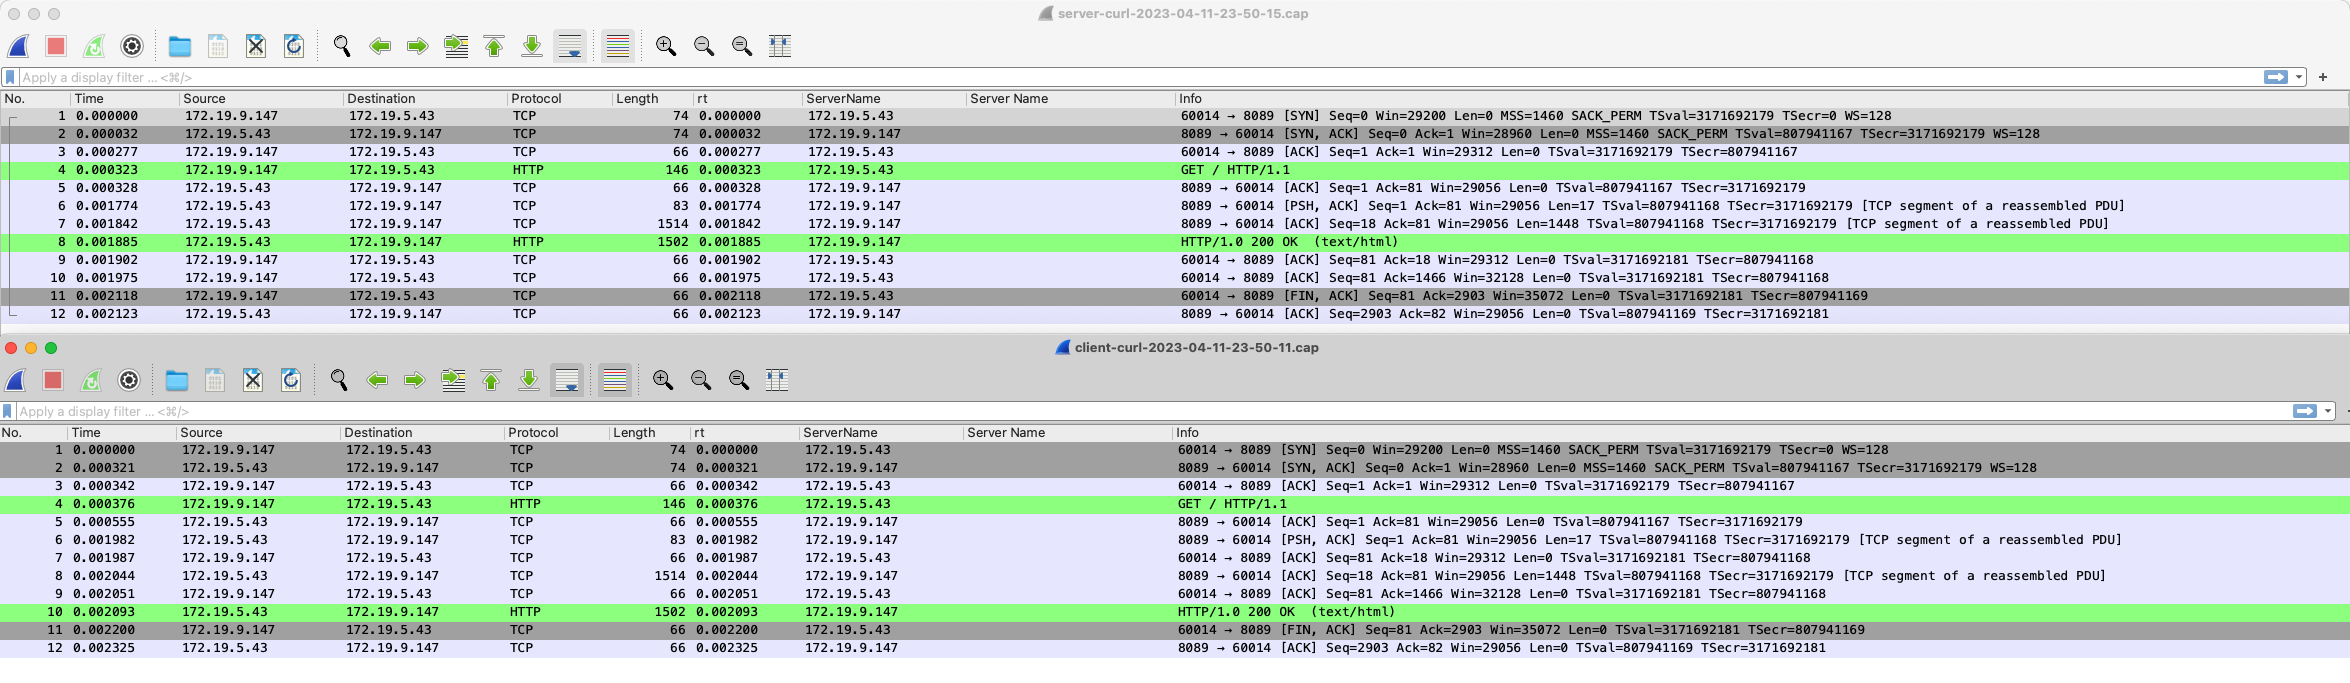 server-curl-2023-04-11-23-50-15.cap
Apply a display filter ... <⌘/>
No. Time Source Destination Protocol Length rt ServerName Server Name Info
1 0.000000 172.19.9.147 172.19.5.43 TCP 74 0.000000 172.19.5.43 60014 → 8089 [SYN] Seq=0 Win=29200 Len=0 MSS=1460 SACK_PERM TSval=3171692179 TSecr=0 WS=128
2 0.000032 172.19.5.43 172.19.9.147 TCP 74 0.000032 172.19.9.147 8089 → 60014 [SYN, ACK] Seq=0 Ack=1 Win=28960 Len=0 MSS=1460 SACK_PERM TSval=807941167 TSecr=3171692179 WS=128
3 0.000277 172.19.9.147 172.19.5.43 TCP 66 0.000277 172.19.5.43 60014 → 8089 [ACK] Seq=1 Ack=1 Win=29312 Len=0 TSval=3171692179 TSecr=807941167
4 0.000323 172.19.9.147 172.19.5.43 HTTP 146 0.000323 172.19.5.43 GET / HTTP/1.1
5 0.000328 172.19.5.43 172.19.9.147 TCP 66 0.000328 172.19.9.147 8089 → 60014 [ACK] Seq=1 Ack=81 Win=29056 Len=0 TSval=807941167 TSecr=3171692179
6 0.001774 172.19.5.43 172.19.9.147 TCP 83 0.001774 172.19.9.147 8089 → 60014 [PSH, ACK] Seq=1 Ack=81 Win=29056 Len=17 TSval=807941168 TSecr=3171692179 [TCP segment of a reassembled PDU]
7 0.001842 172.19.5.43 172.19.9.147 TCP 1514 0.001842 172.19.9.147 8089 → 60014 [ACK] Seq=18 Ack=81 Win=29056 Len=1448 TSval=807941168 TSecr=3171692179 [TCP segment of a reassembled PDU]
8 0.001885 172.19.5.43 172.19.9.147 HTTP 1502 0.001885 172.19.9.147 HTTP/1.0 200 OK  (text/html)
9 0.001902 172.19.9.147 172.19.5.43 TCP 66 0.001902 172.19.5.43 60014 → 8089 [ACK] Seq=81 Ack=18 Win=29312 Len=0 TSval=3171692181 TSecr=807941168
10 0.001975 172.19.9.147 172.19.5.43 TCP 66 0.001975 172.19.5.43 60014 → 8089 [ACK] Seq=81 Ack=1466 Win=32128 Len=0 TSval=3171692181 TSecr=807941168
11 0.002118 172.19.9.147 172.19.5.43 TCP 66 0.002118 172.19.5.43 60014 → 8089 [FIN, ACK] Seq=81 Ack=2903 Win=35072 Len=0 TSval=3171692181 TSecr=807941169
12 0.002123 172.19.5.43 172.19.9.147 TCP 66 0.002123 172.19.9.147 8089 → 60014 [ACK] Seq=2903 Ack=82 Win=29056 Len=0 TSval=807941169 TSecr=3171692181
client-curl-2023-04-11-23-50-11.cap
Apply a display filter ... <⌘/>
No. Time Source Destination Protocol Length rt ServerName Server Name Info
1 0.000000 172.19.9.147 172.19.5.43 TCP 74 0.000000 172.19.5.43 60014 → 8089 [SYN] Seq=0 Win=29200 Len=0 MSS=1460 SACK_PERM TSval=3171692179 TSecr=0 WS=128
2 0.000321 172.19.5.43 172.19.9.147 TCP 74 0.000321 172.19.9.147 8089 → 60014 [SYN, ACK] Seq=0 Ack=1 Win=28960 Len=0 MSS=1460 SACK_PERM TSval=807941167 TSecr=3171692179 WS=128
3 0.000342 172.19.9.147 172.19.5.43 TCP 66 0.000342 172.19.5.43 60014 → 8089 [ACK] Seq=1 Ack=1 Win=29312 Len=0 TSval=3171692179 TSecr=807941167
4 0.000376 172.19.9.147 172.19.5.43 HTTP 146 0.000376 172.19.5.43 GET / HTTP/1.1
5 0.000555 172.19.5.43 172.19.9.147 TCP 66 0.000555 172.19.9.147 8089 → 60014 [ACK] Seq=1 Ack=81 Win=29056 Len=0 TSval=807941167 TSecr=3171692179
6 0.001982 172.19.5.43 172.19.9.147 TCP 83 0.001982 172.19.9.147 8089 → 60014 [PSH, ACK] Seq=1 Ack=81 Win=29056 Len=17 TSval=807941168 TSecr=3171692179 [TCP segment of a reassembled PDU]
7 0.001987 172.19.9.147 172.19.5.43 TCP 66 0.001987 172.19.5.43 60014 → 8089 [ACK] Seq=81 Ack=18 Win=29312 Len=0 TSval=3171692181 TSecr=807941168
8 0.002044 172.19.5.43 172.19.9.147 TCP 1514 0.002044 172.19.9.147 8089 → 60014 [ACK] Seq=18 Ack=81 Win=29056 Len=1448 TSval=807941168 TSecr=3171692179 [TCP segment of a reassembled PDU]
9 0.002051 172.19.9.147 172.19.5.43 TCP 66 0.002051 172.19.5.43 60014 → 8089 [ACK] Seq=81 Ack=1466 Win=32128 Len=0 TSval=3171692181 TSecr=807941168
10 0.002093 172.19.5.43 172.19.9.147 HTTP 1502 0.002093 172.19.9.147 HTTP/1.0 200 OK  (text/html)
11 0.002200 172.19.9.147 172.19.5.43 TCP 66 0.002200 172.19.5.43 60014 → 8089 [FIN, ACK] Seq=81 Ack=2903 Win=35072 Len=0 TSval=3171692181 TSecr=807941169
12 0.002325 172.19.5.43 172.19.9.147 TCP 66 0.002325 172.19.9.147 8089 → 60014 [ACK] Seq=2903 Ack=82 Win=29056 Len=0 TSval=807941169 TSecr=3171692181